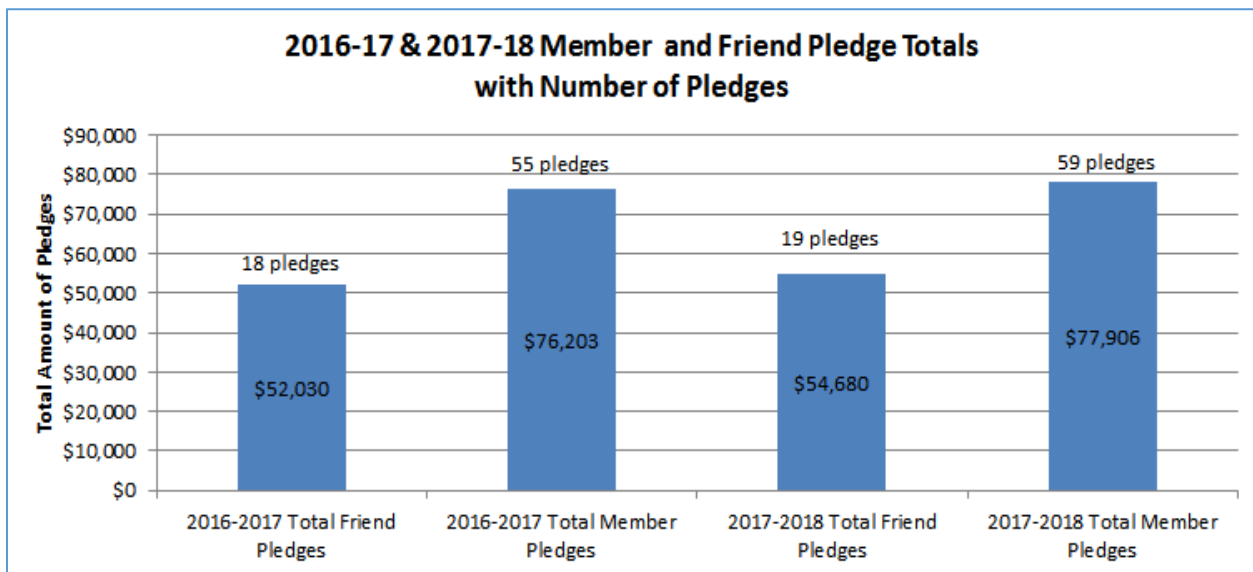 2016-17 & 2017-18 Member and Friend Pledge Totals
with Number of Pledges
Total Amount of Pledges
$90,000
$80,000
$70,000
$60,000
$50,000
$40,000
$30,000
$20,000
$10,000
$0
18 pledges
$52,030
55 pledges
$76,203
19 pledges
$54,680
59 pledges
$77,906
2016-2017 Total Friend
Pledges
2016-2017 Total Member
Pledges
2017-2018 Total Friend
Pledges
2017-2018 Total Member
Pledges